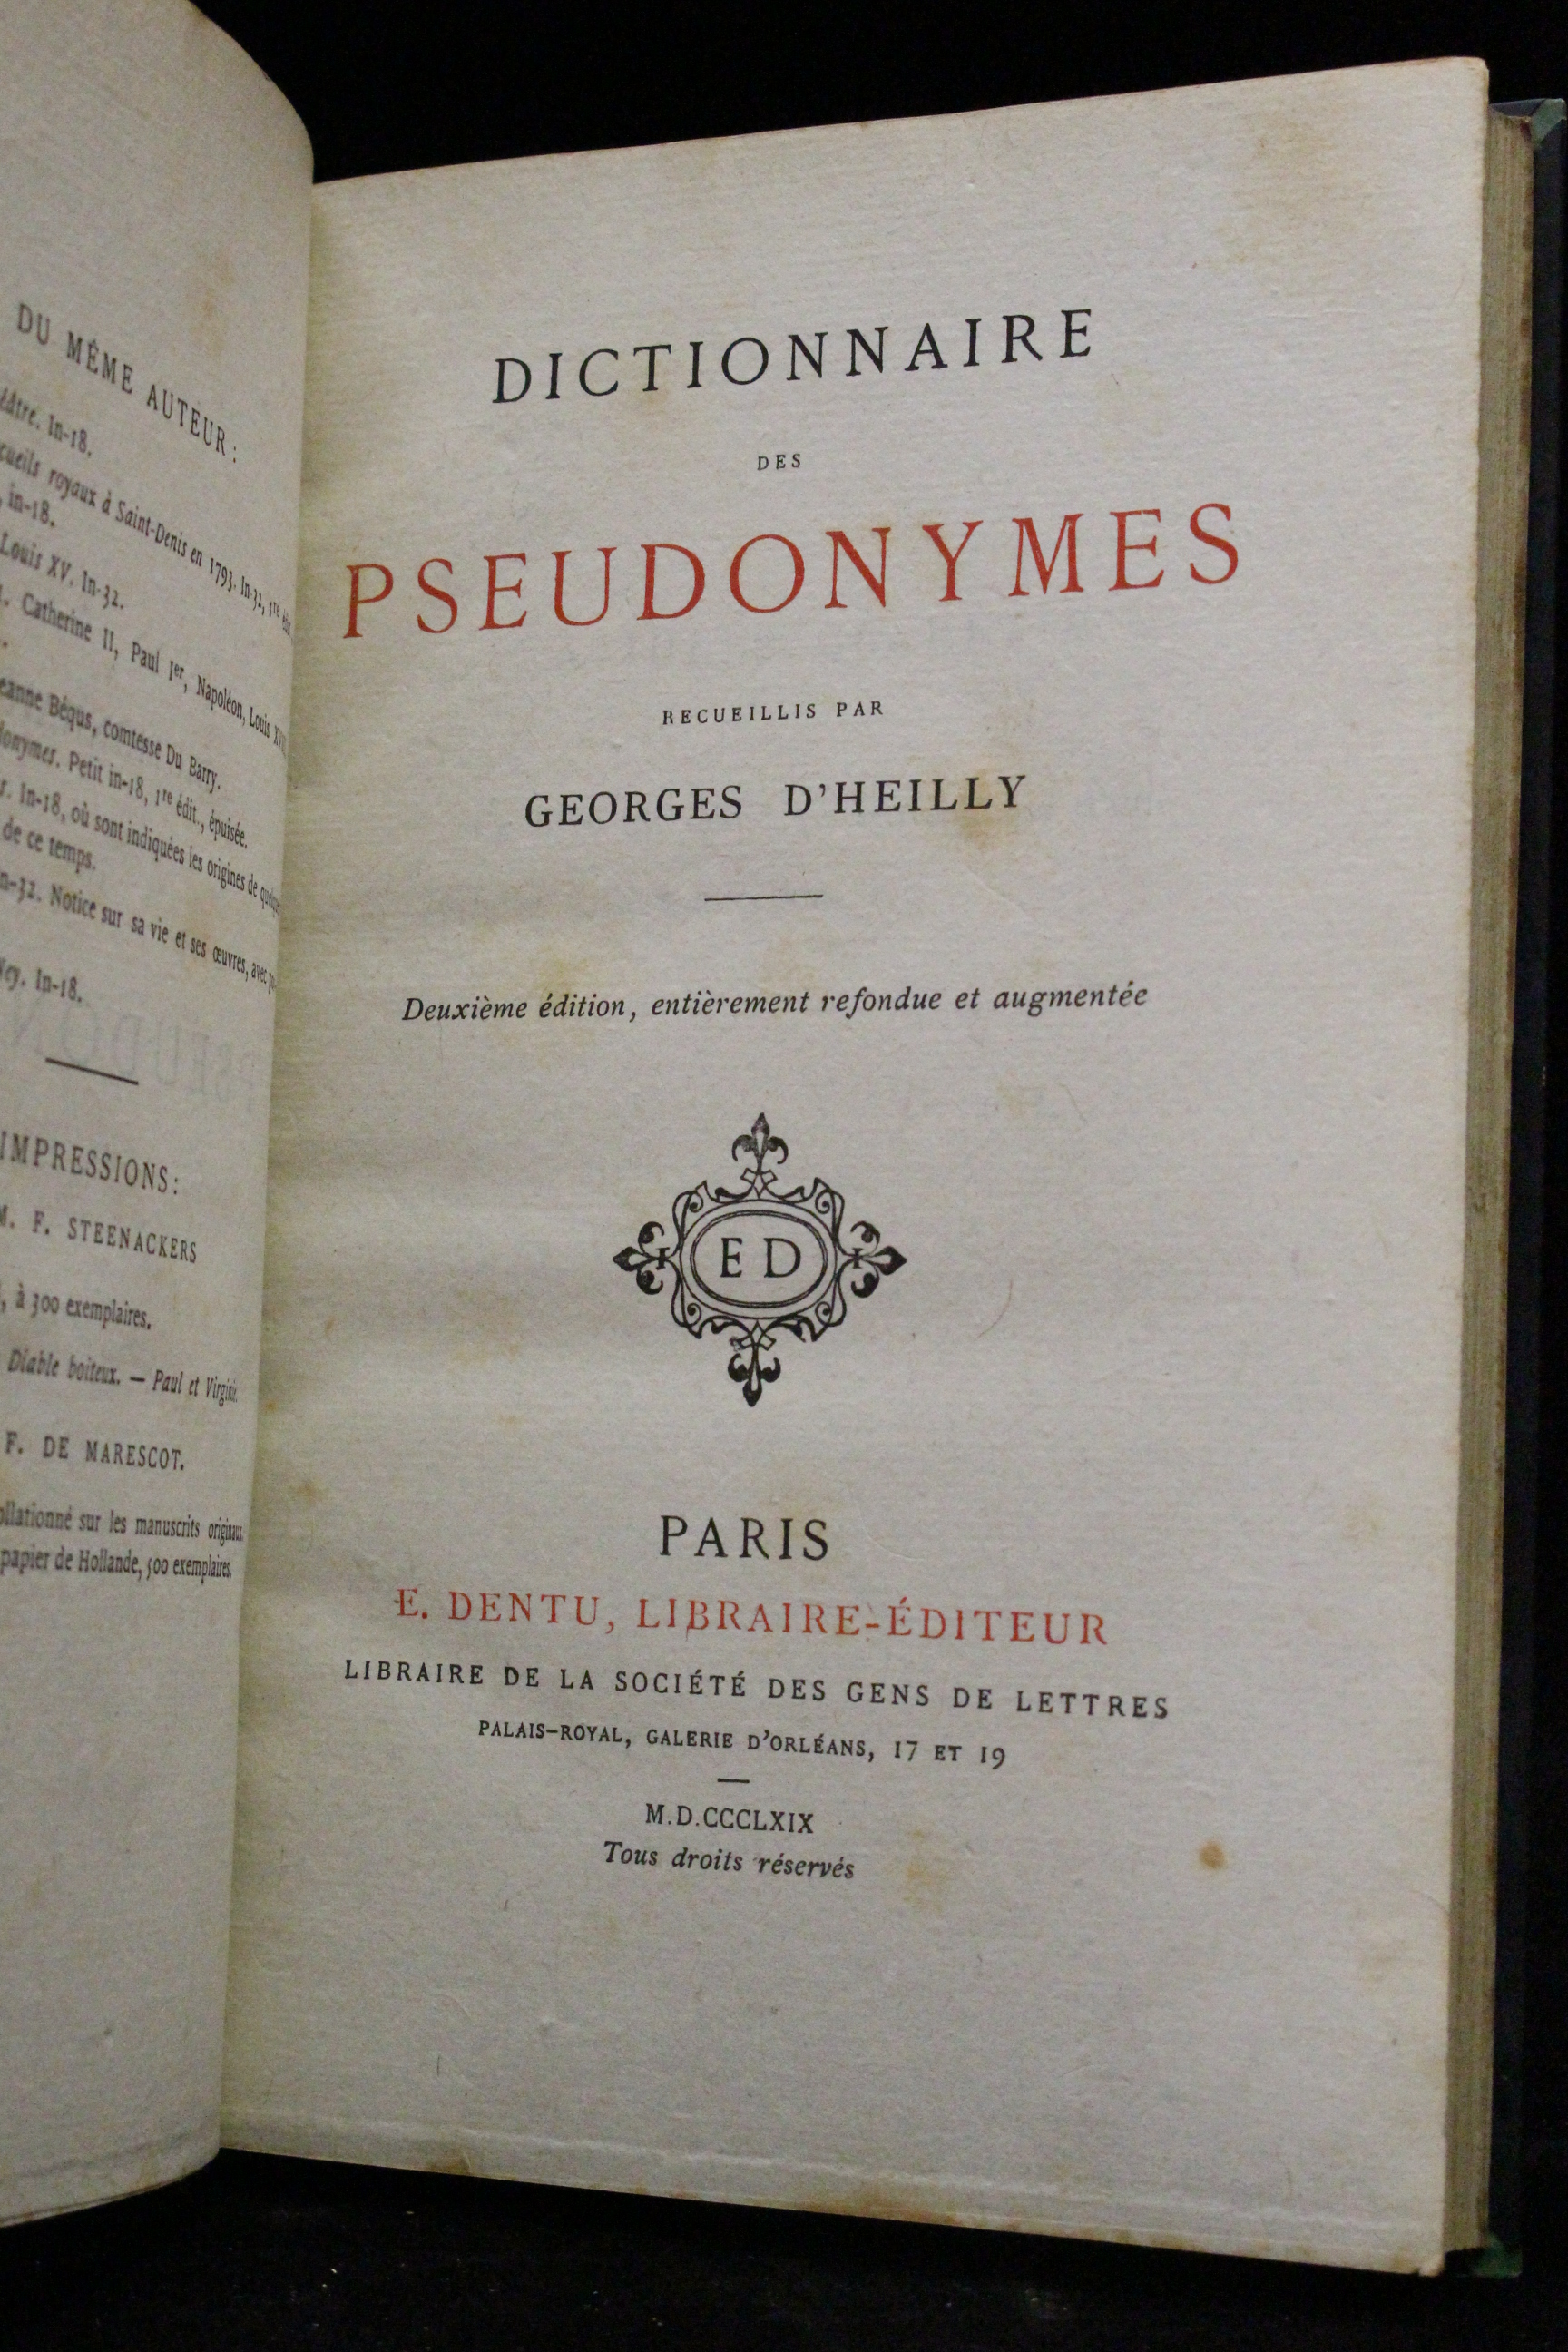 DU MÊME AUTEUR:
In-18.
royaux à Saint-Denis en 1793. In-32, 1re
in-18.
Louis XV. In-32.
Catherine II, Paul Ier, Napoléon, Louis
Béqus, comtesse Du Barry.
Petit in-18, 1re édit., épuisée.
In-18, où sont indiquées les origines de
de ce temps.
Notice sur sa vie et ses œuvres, avec
In-18.
IMPRESSIONS:
F. STEENACKERS
à 300 exemplaires.
Diable boiteux. — Paul et Virginie.
F. DE MARESCOT.
sur les manuscrits originaux
papier de Hollande, 500 exemplaires.
DICTIONNAIRE
DES
PSEUDONYMES
RECUEILLIS PAR
GEORGES D'HEILLY
Deuxième édition, entièrement refondue et augmentée
E D
PARIS
E. DENTU, LIBRAIRE-ÉDITEUR
LIBRAIRE DE LA SOCIÉTÉ DES GENS DE LETTRES
PALAIS-ROYAL, GALERIE D'ORLÉANS, 17 ET 19
M.D.CCCLXIX
Tous droits réservés